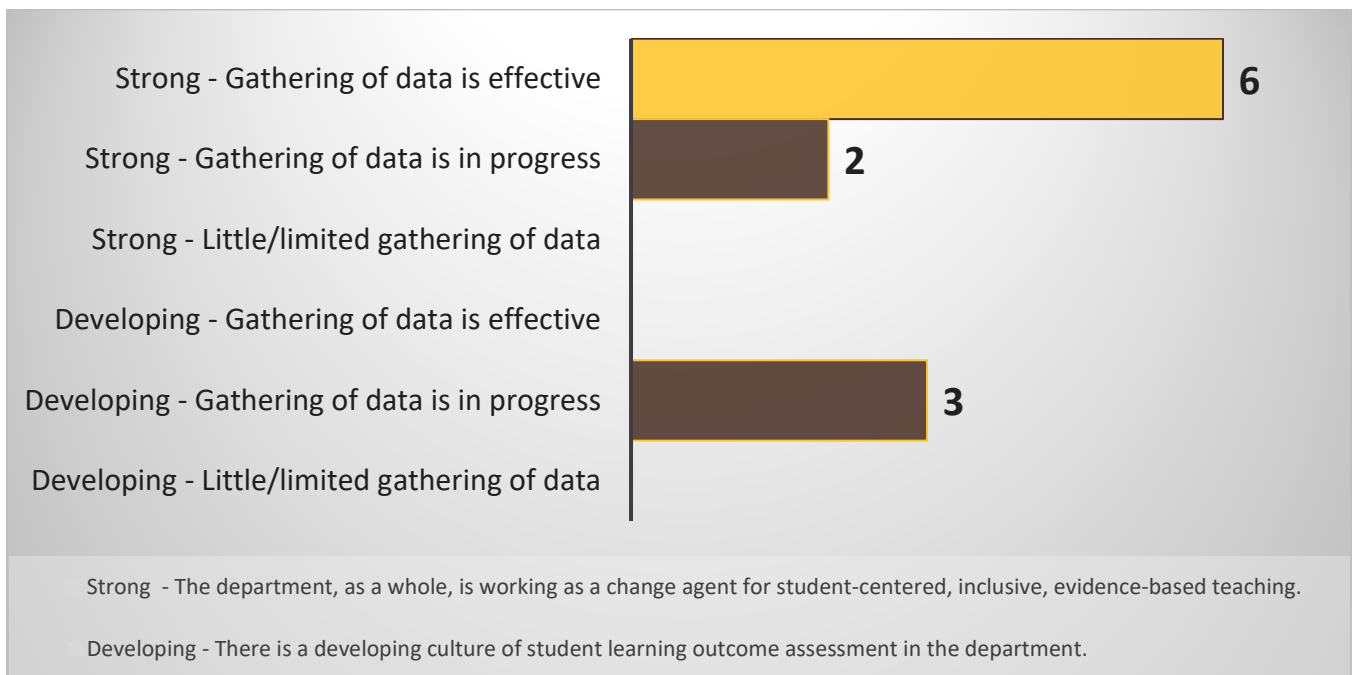 Strong - Gathering of data is effective
6
Strong - Gathering of data is in progress
2
Strong - Little/limited gathering of data
Developing - Gathering of data is effective
Developing - Gathering of data is in progress
3
Developing - Little/limited gathering of data
Strong - The department, as a whole, is working as a change agent for student-centered, inclusive, evidence-based teaching.
Developing - There is a developing culture of student learning outcome assessment in the department.